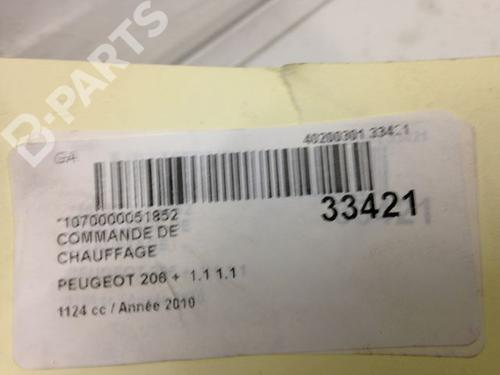 B-PARTS
GA
40200301 33421
*1070000051852
33421
COMMANDE DE
CHAUFFAGE
PEUGEOT 206 + 1.1 1.1
1124 cc / Année 2010